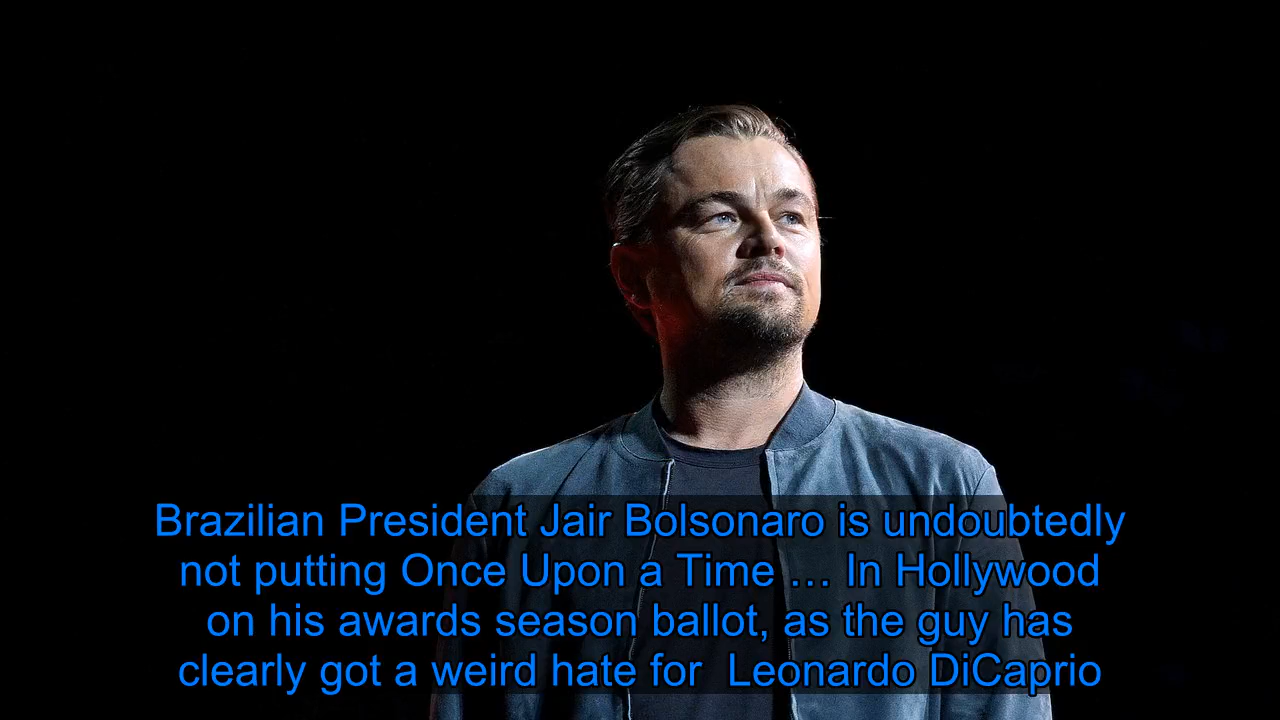 Brazilian President Jair Bolsonaro is undoubtedly
not putting Once Upon a Time … In Hollywood
on his awards season ballot, as the guy has
clearly got a weird hate for  Leonardo DiCaprio